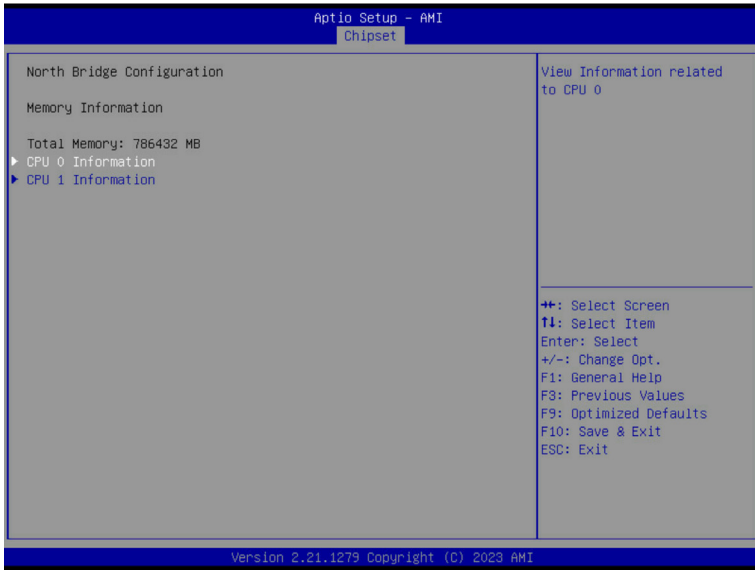 Aptio Setup - AMI
Chipset
North Bridge Configuration
Memory Information
Total Memory: 786432 MB
CPU 0 Information
CPU 1 Information
View Information related
to CPU 0
→←: Select Screen
↑↓: Select Item
Enter: Select
+/-: Change Opt.
F1: General Help
F3: Previous Values
F9: Optimized Defaults
F10: Save & Exit
ESC: Exit
Version 2.21.1279 Copyright (C) 2023 AMI